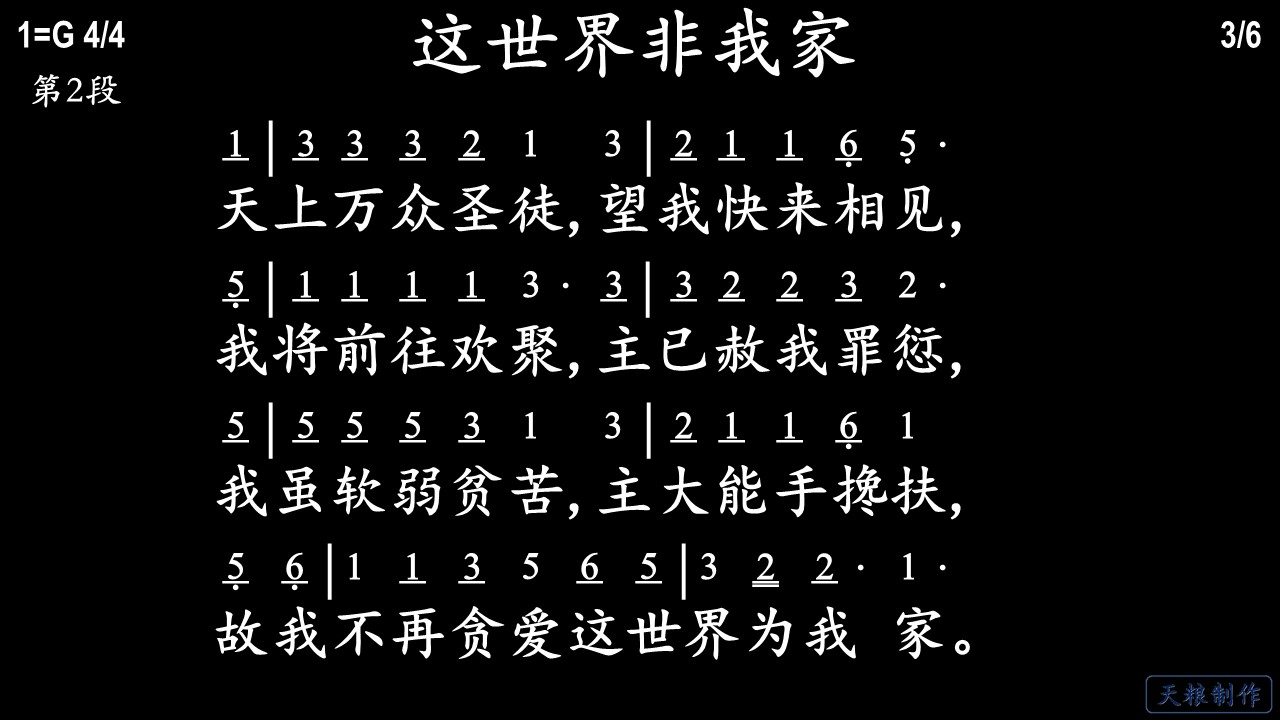 1=G 4/4
这世界非我家
3/6
第2段
1 | 3 3 3 2 1 3 | 2 1 1 6 5 ·
天上万众圣徒,望我快来相见,
5 | 1 1 1 1 3 · 3 | 3 2 2 3 2 ·
我将前往欢聚,主已赦我罪愆,
5 | 5 5 5 3 1 3 | 2 1 1 6 1
我虽软弱贫苦,主大能手搀扶,
5 6 | 1 1 3 5 6 5 | 3 2 2 · 1 ·
故我不再贪爱这世界为我 家。
天粮制作